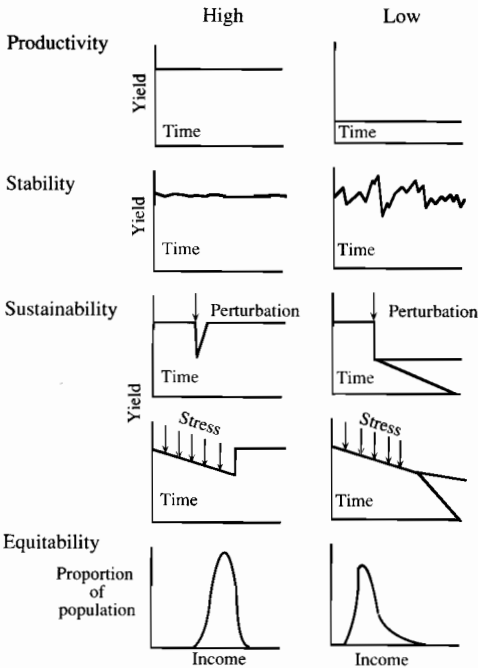 High Low
Productivity
Yield
Time
Time
Stability
Yield
Time
Time
Sustainability
Perturbation
Perturbation
Time
Time
Yield
Stress
Stress
Time
Time
Equitability
Proportion
of
population
Income
Income